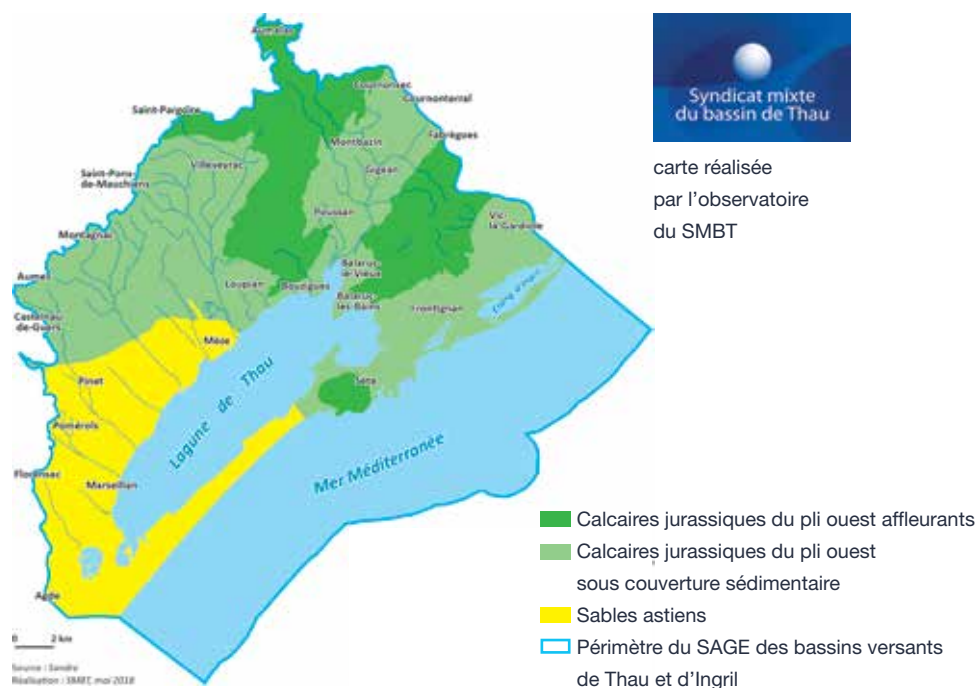 Aumelas
Cournonsec
Cournonterral
Saint-Pargoire
Fabrègues
Montbazin
Villeveyrac
Gigean
Saint-Pons-
de-Mauchiens
Poussan
Vic
la-Gardiole
Montagnac
Balaruc-
le-Vieux
Aumes
Loupian
Bouzigues
Etang d'Ingril
Balaruc-
les-Bains
Frontignan
Castelnau-
de-Guers
Mèze
Sète
Pinet
Lagune de Thau
Pomérols
Mer Méditerranée
Florensac
Marseillan
Agde
0 2 km
Source : Sandre
Réalisation : SMBT, mai 2018
Syndicat mixte
du bassin de Thau
carte réalisée
par l'observatoire
du SMBT
Calcaires jurassiques du pli ouest affleurants
Calcaires jurassiques du pli ouest
sous couverture sédimentaire
Sables astiens
Périmètre du SAGE des bassins versants
de Thau et d'Ingril